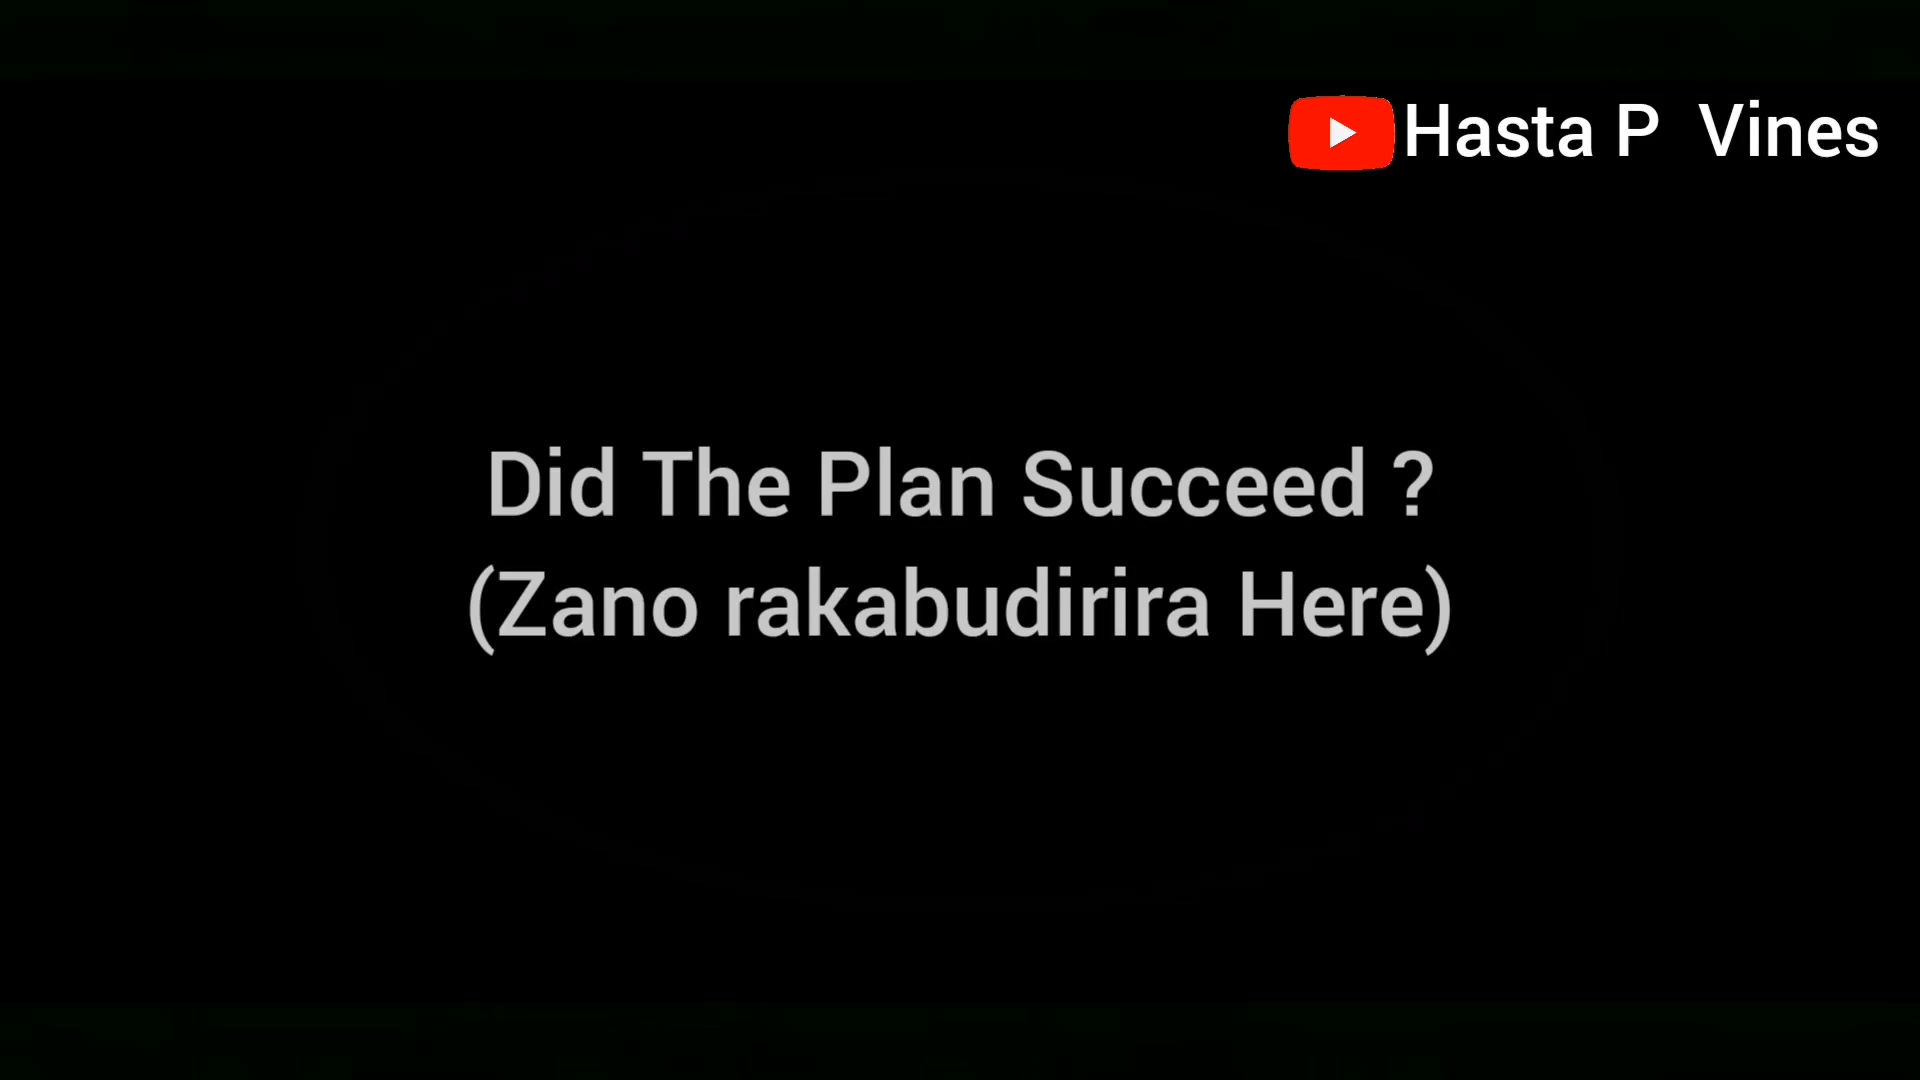 Hasta P Vines
Did The Plan Succeed ?
(Zano rakabudirira Here)